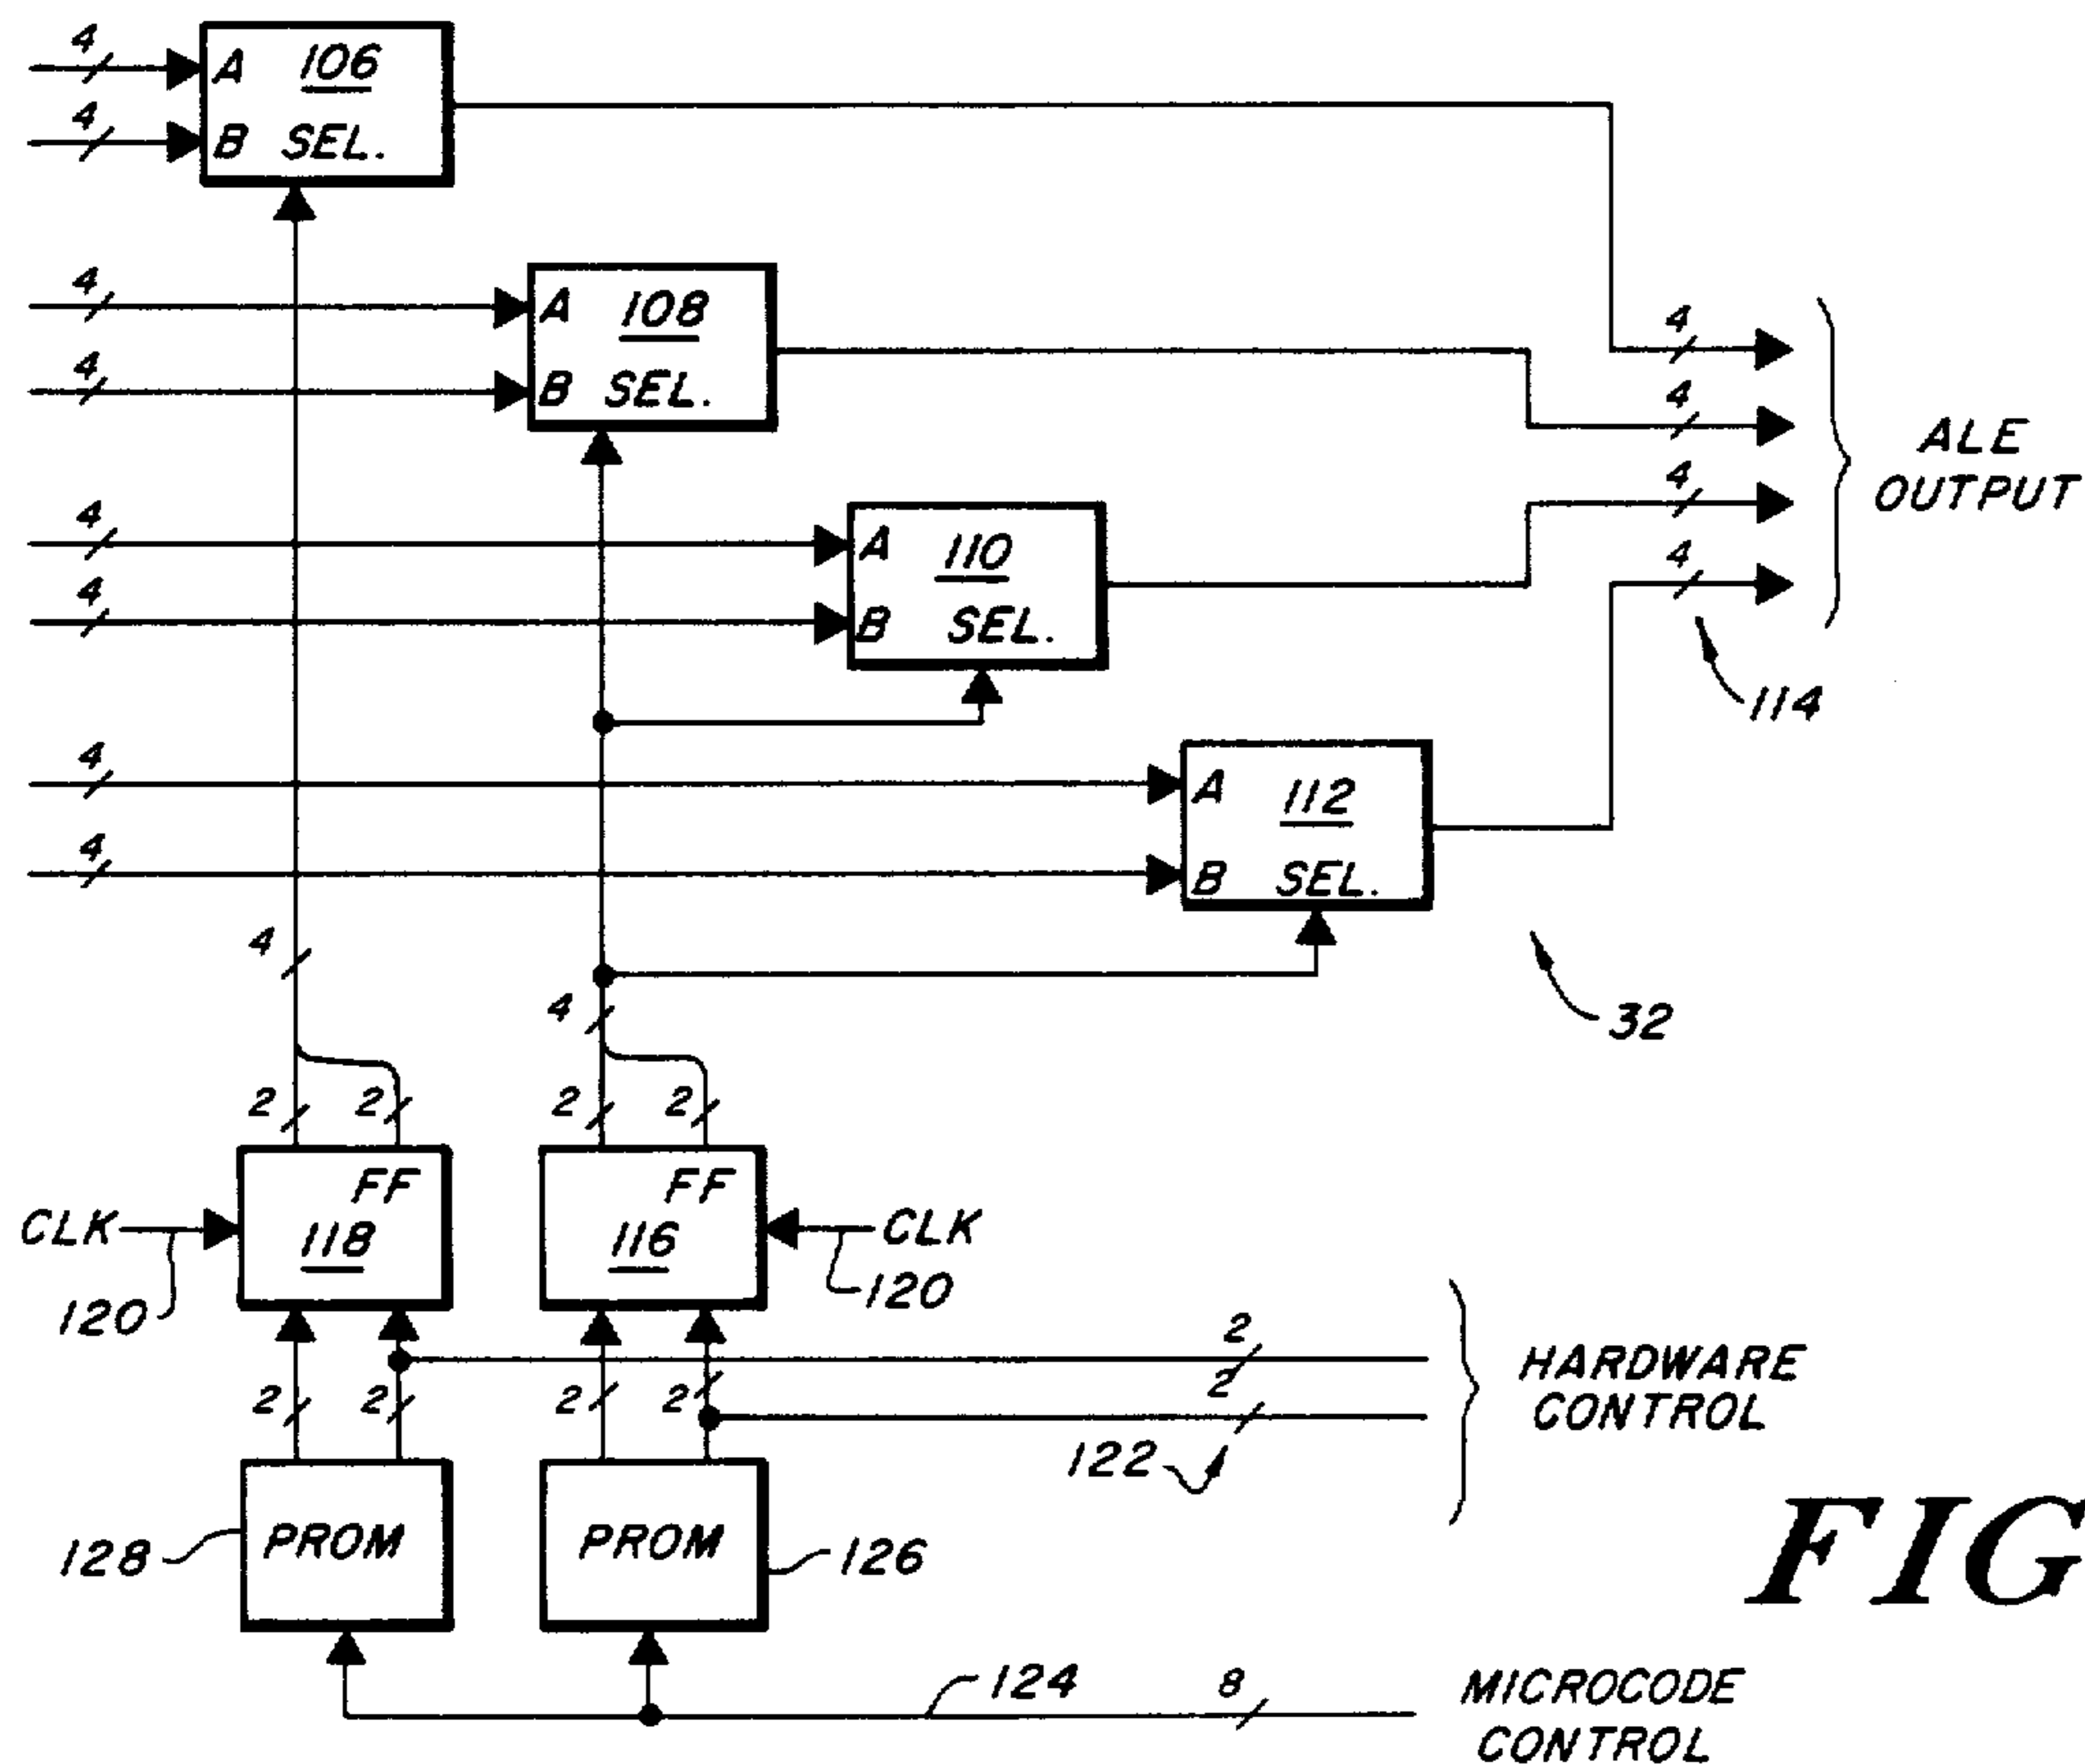 4
A 106
4
B SEL.
4
A 108
4
B SEL.
4
4
4
4
ALE
OUTPUT
4
A 110
4
B SEL.
114
4
A 112
4
B SEL.
32
4
4
2 2 2 2
FF FF
CLK 118 116 CLK
120 120
2
2
HARDWARE
CONTROL
2 2 2 2
122
PROM PROM
128 126
FIG
124 8 MICROCODE
CONTROL